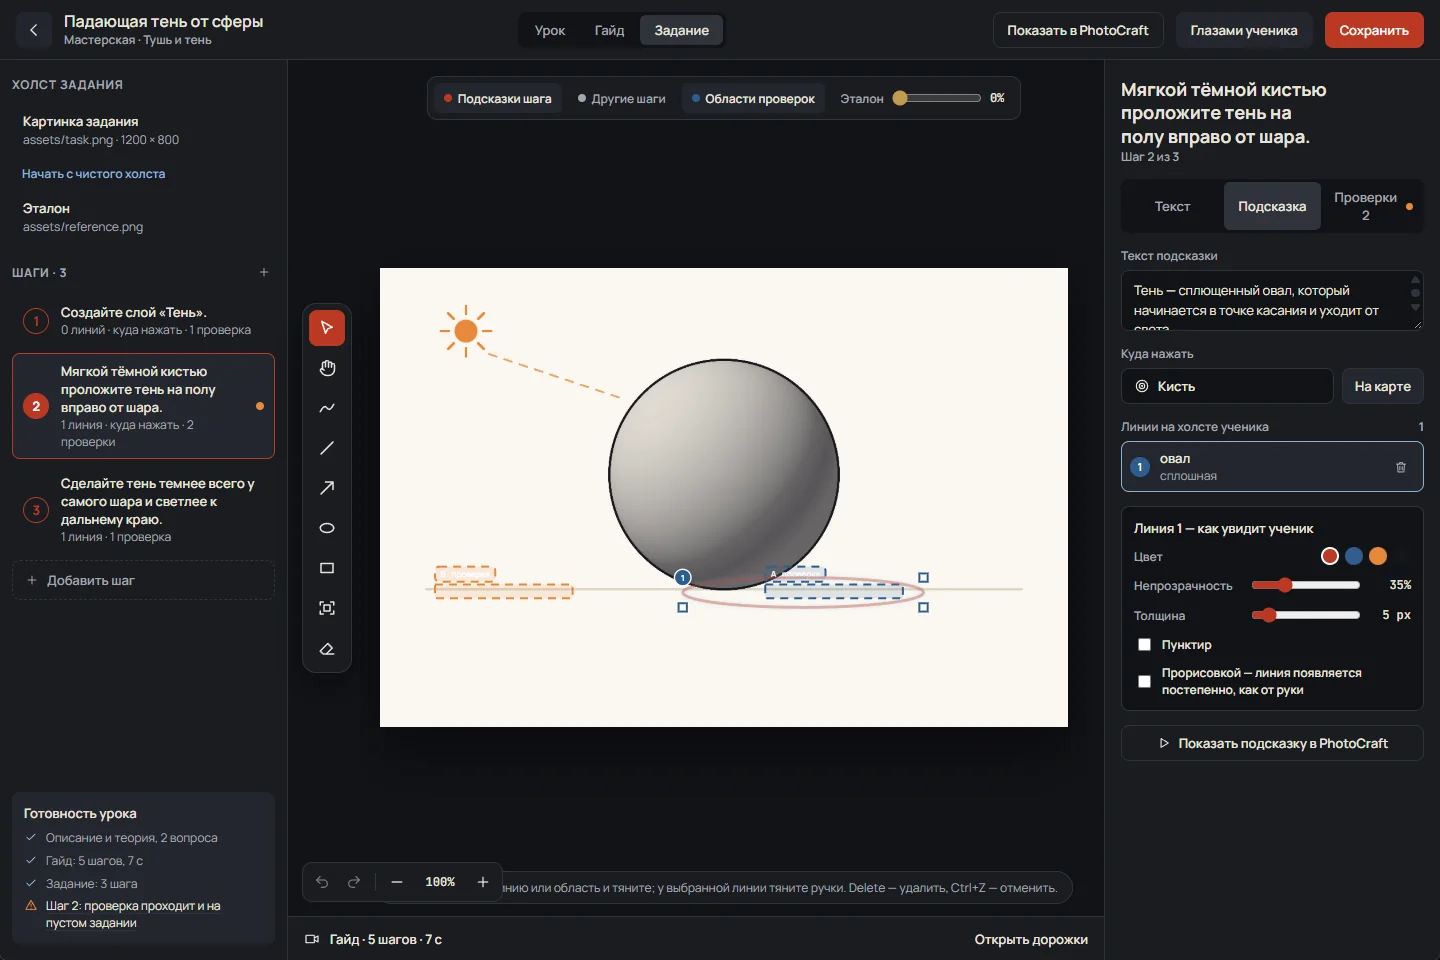 Падающая тень от сферы
Мастерская · Тушь и тень
Урок
Гайд
Задание
Показать в PhotoCraft
Глазами ученика
Сохранить
ХОЛСТ ЗАДАНИЯ
Картинка задания
assets/task.png · 1200 × 800
Начать с чистого холста
Эталон
assets/reference.png
ШАГИ · 3
1
Создайте слой «Тень».
0 линий · куда нажать · 1 проверка
2
Мягкой тёмной кистью
проложите тень на полу
вправо от шара.
1 линия · куда нажать · 2
проверки
3
Сделайте тень темнее всего у
самого шара и светлее к
дальнему краю.
1 линия · 1 проверка
Добавить шаг
Готовность урока
Описание и теория, 2 вопроса
Гайд: 5 шагов, 7 с
Задание: 3 шага
Шаг 2: проверка проходит и на
пустом задании
Подсказки шага
Другие шаги
Области проверок
Эталон
0%
1
А
100%
нию или область и тяните; у выбранной линии тяните ручки. Delete — удалить, Ctrl+Z — отменить.
Гайд · 5 шагов · 7 с
Открыть дорожки
Мягкой тёмной кистью
проложите тень на
полу вправо от шара.
Шаг 2 из 3
Текст
Подсказка
Проверки
2
Текст подсказки
Тень — сплющенный овал, который
начинается в точке касания и уходит от
света
Куда нажать
Кисть
На карте
Линии на холсте ученика
1
1
овал
сплошная
Линия 1 — как увидит ученик
Цвет
Непрозрачность
35%
Толщина
5 px
Пунктир
Прорисовкой — линия появляется
постепенно, как от руки
Показать подсказку в PhotoCraft